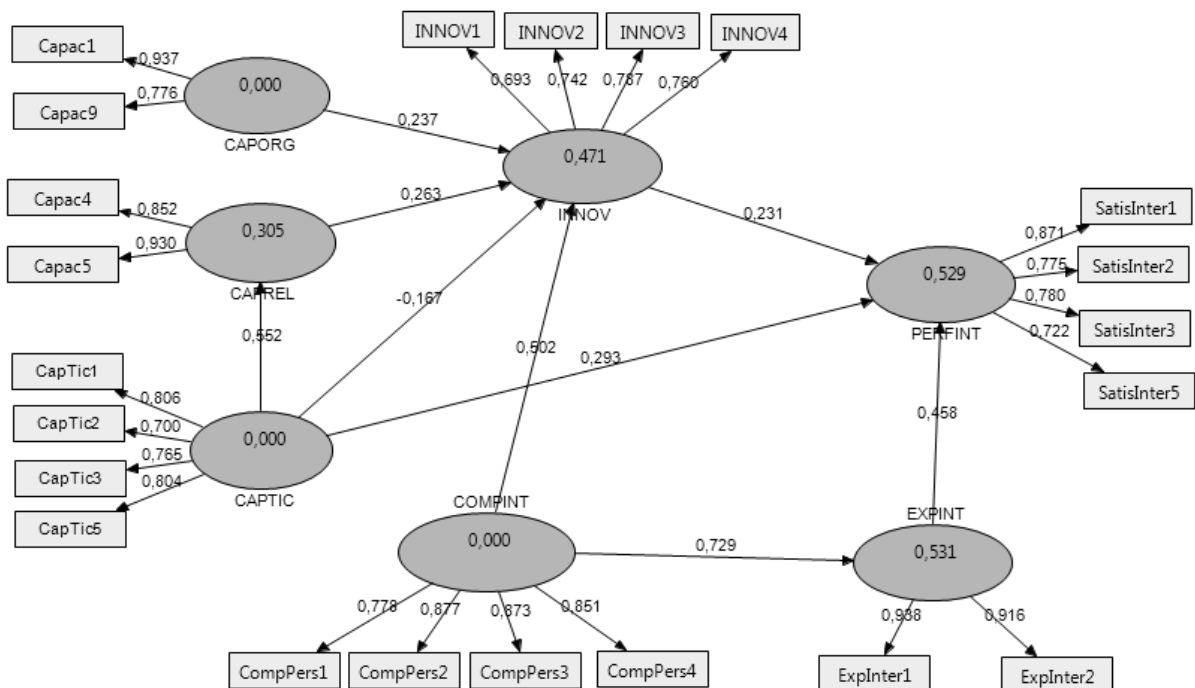 INNOV1 INNOV2 INNOV3 INNOV4
Capac1
0,937
0,693 0,742 0,787 0,760
0,000
Capac9
0,776
CAPORG
0,237
0,471
INNOV
Capac4
0,852
0,263
0,305
Capac5
0,930
CAPREL
0,231
SatisInter1
0,871
SatisInter2
0,775
0,529
0,780
SatisInter3
PERFINT
0,722
SatisInter5
-0,167
0,552
0,502
0,293
CapTic1
0,806
CapTic2
0,700
0,000
CapTic3
0,765
CAPTIC
0,804
CapTic5
0,458
COMPINT
0,000
0,729
EXPINT
0,531
0,778 0,877 0,873 0,851
0,938 0,916
CompPers1 CompPers2 CompPers3 CompPers4
ExpInter1 ExpInter2